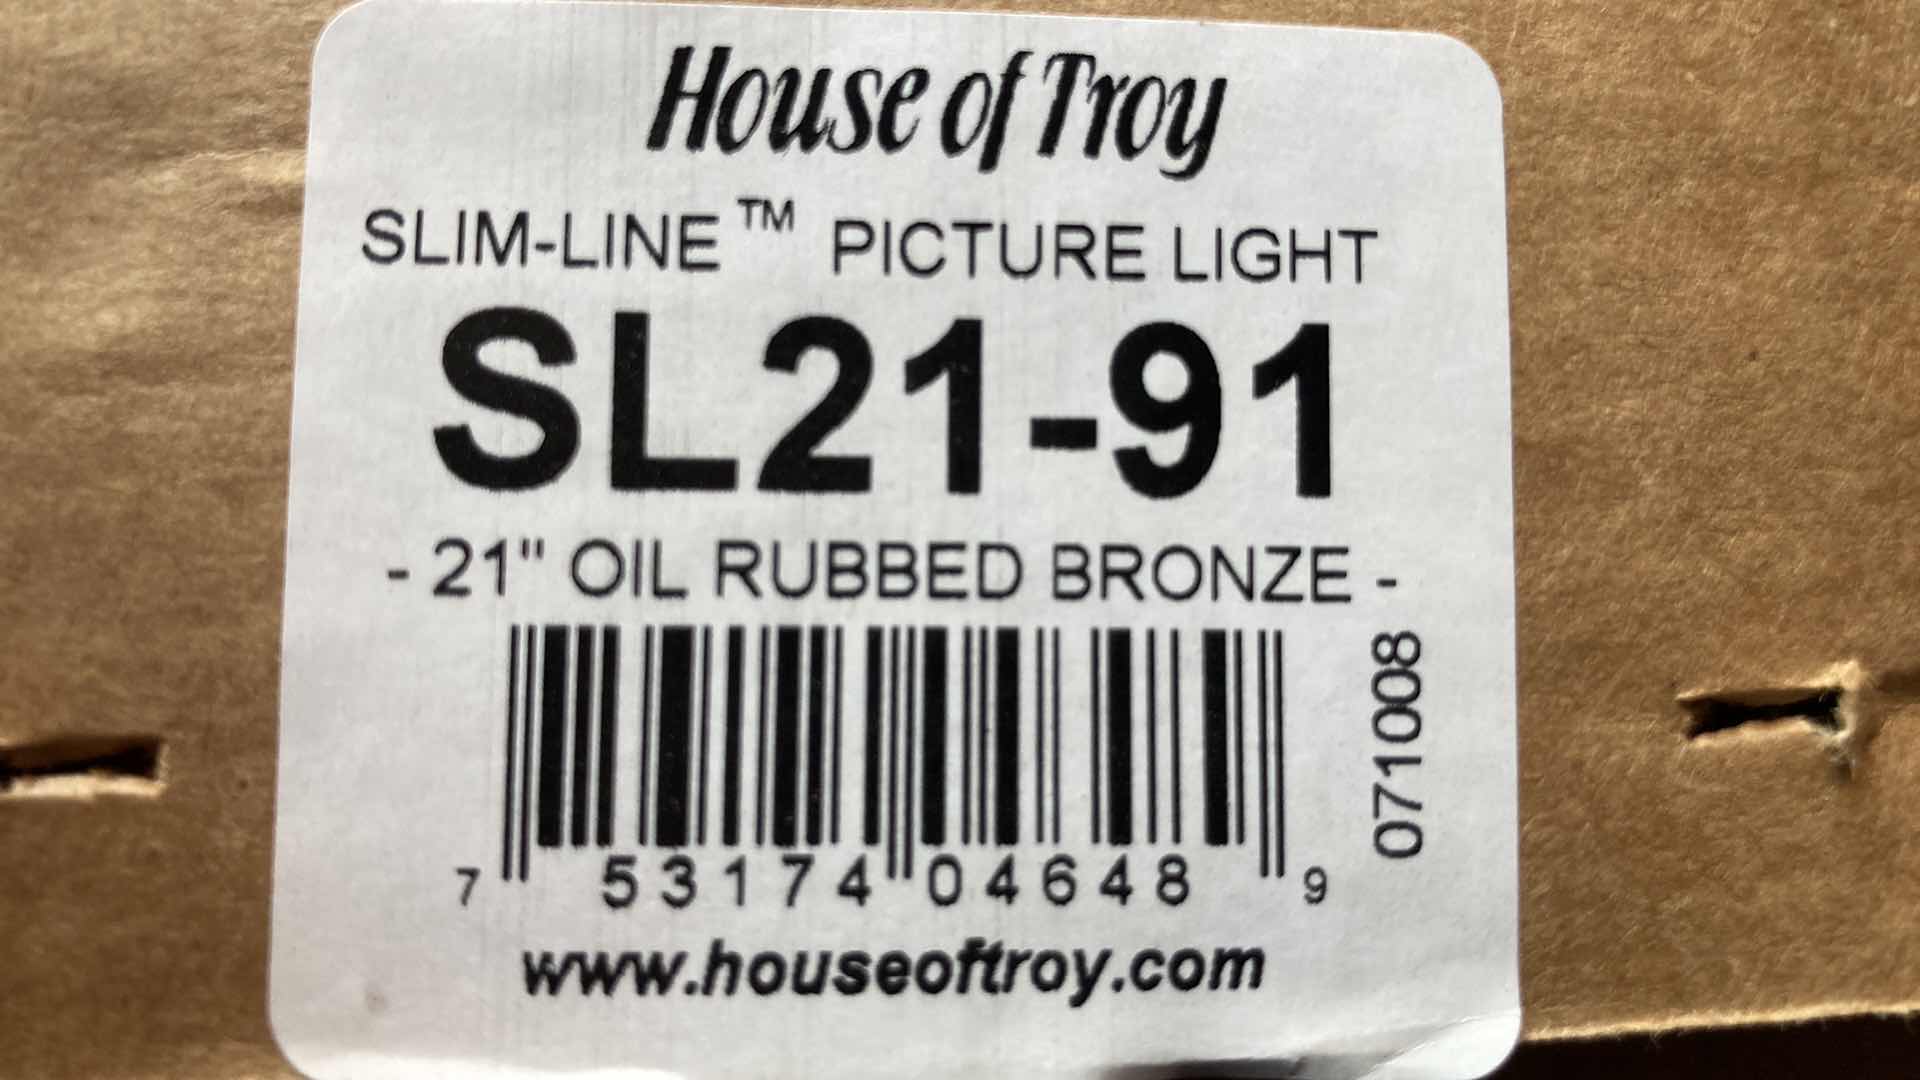 House of Troy
SLIM-LINE™ PICTURE LIGHT
SL21-91
- 21" OIL RUBBED BRONZE -
071008
7 53174 04648 9
www.houseoftroy.com